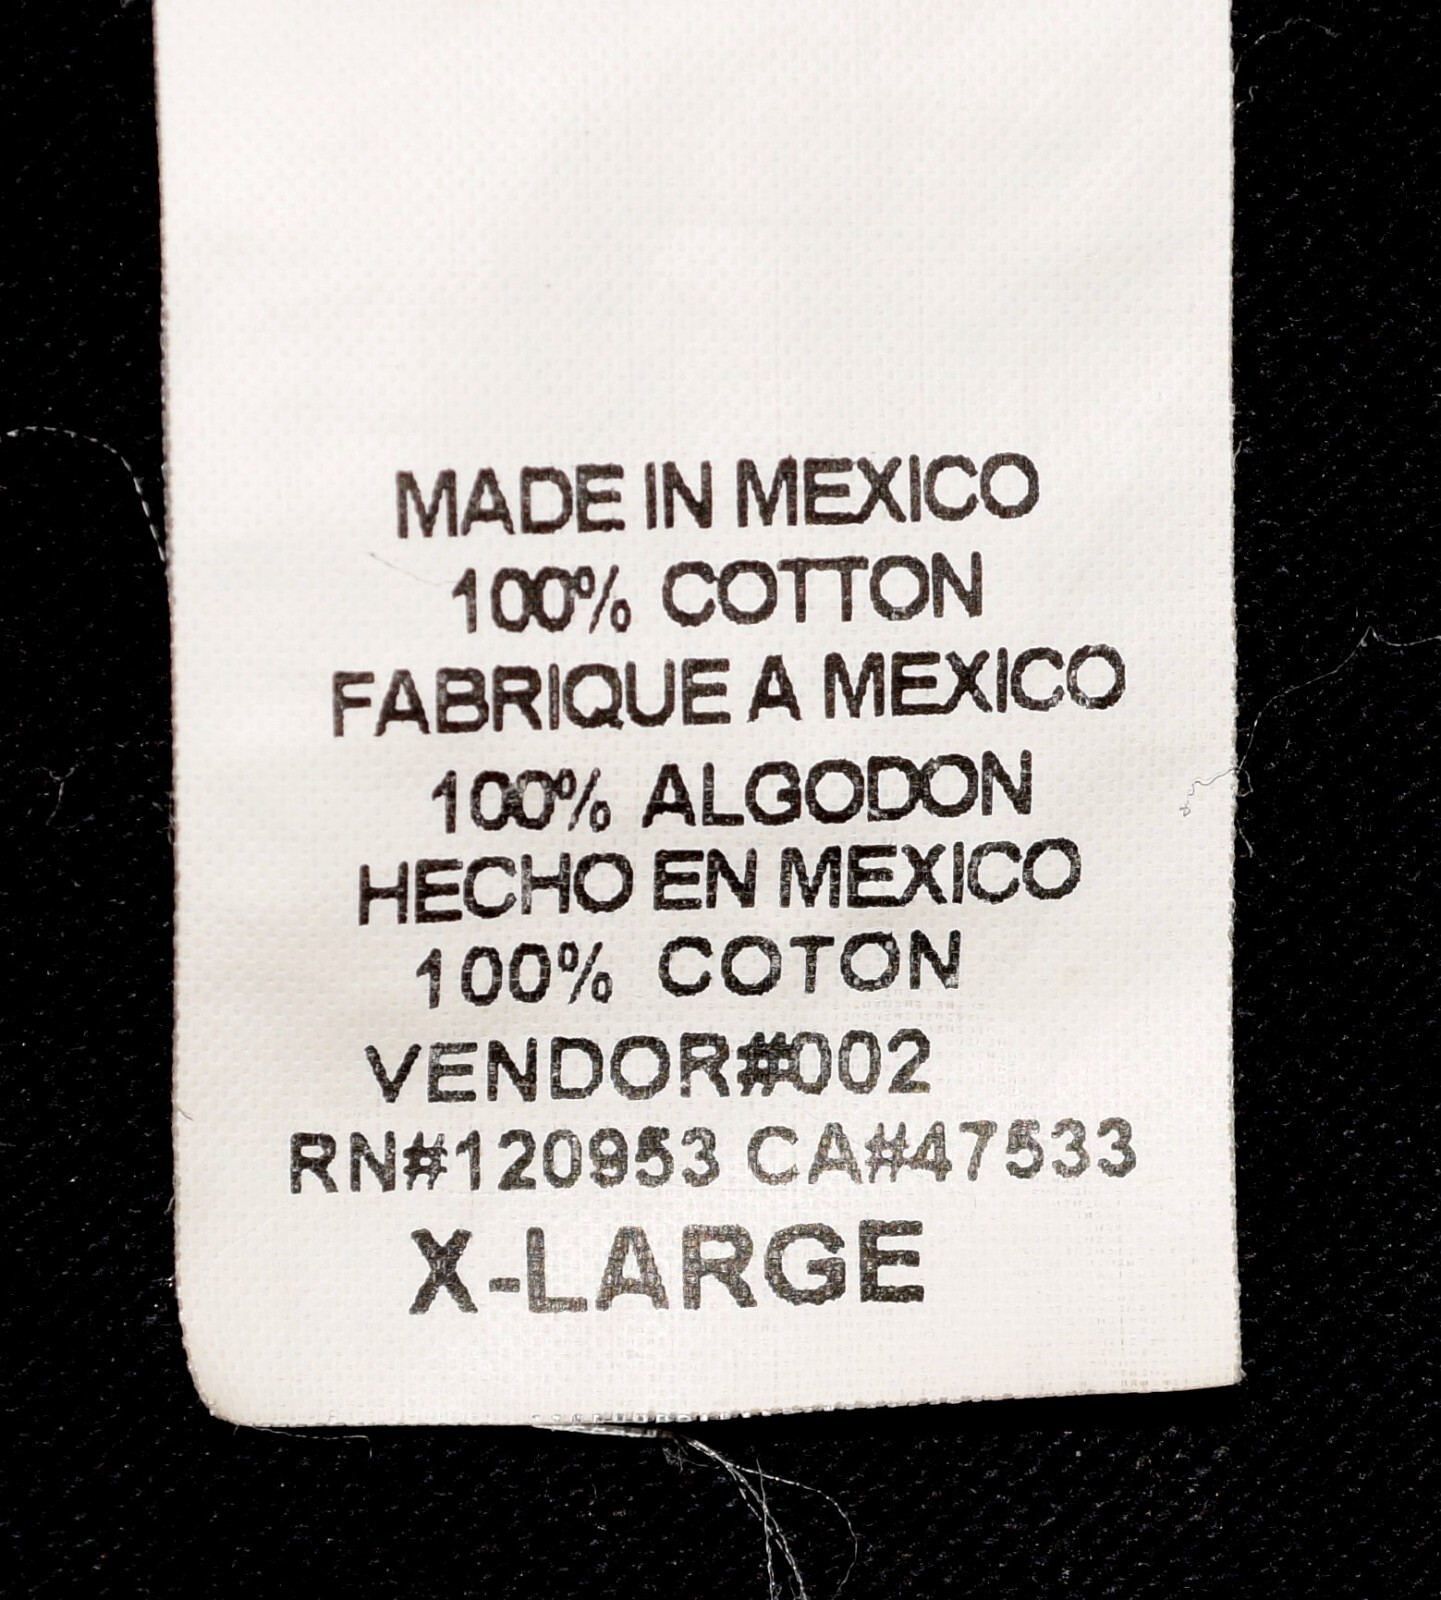 MADE IN MEXICO
100% COTTON
FABRIQUE A MEXICO
100% ALGODON
HECHO EN MEXICO
100% COTON
VENDOR#002
RN#120953 CA#47533
X-LARGE